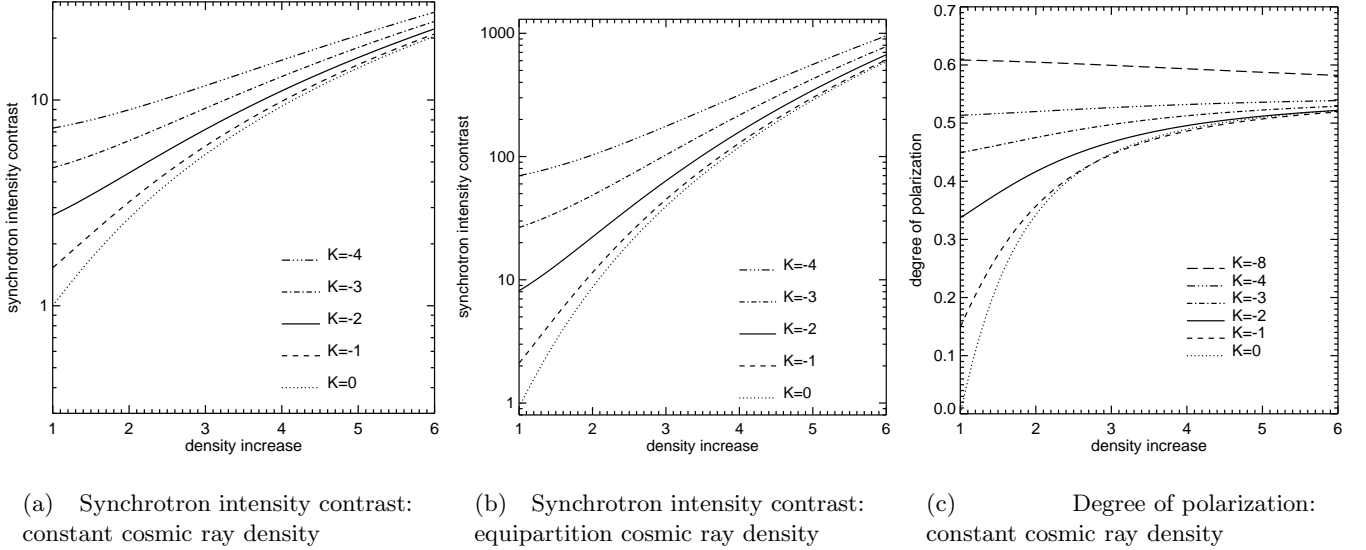 synchrotron intensity contrast
10
1
K=-4
K=-3
K=-2
K=-1
K=0
1 2 3 4 5 6
density increase
(a) Synchrotron intensity contrast:
constant cosmic ray density
synchrotron intensity contrast
1000
100
10
1
K=-4
K=-3
K=-2
K=-1
K=0
1 2 3 4 5 6
density increase
(b) Synchrotron intensity contrast:
equipartition cosmic ray density
degree of polarization
0.7
0.6
0.5
0.4
0.3
0.2
0.1
0.0
K=-8
K=-4
K=-3
K=-2
K=-1
K=0
1 2 3 4 5 6
density increase
(c) Degree of polarization:
constant cosmic ray density